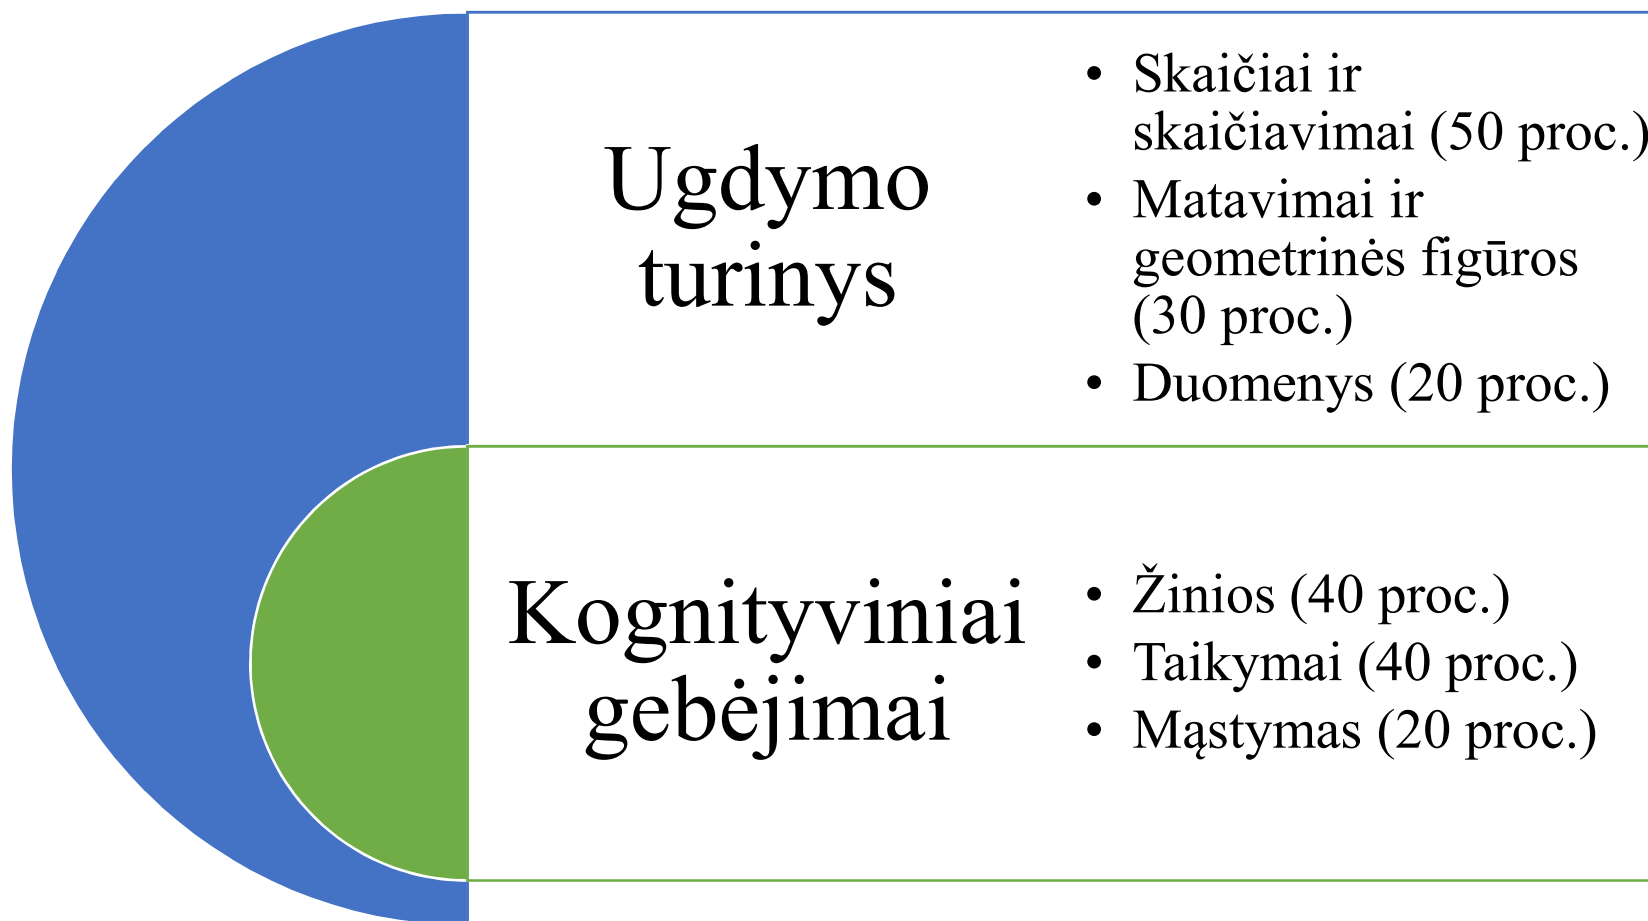 Ugdymo
turinys
• Skaičiai ir
skaičiavimai (50 proc.)
• Matavimai ir
geometrinės figūros
(30 proc.)
• Duomenys (20 proc.)
Kognityviniai
gebėjimai
• Žinios (40 proc.)
• Taikymai (40 proc.)
• Mąstymas (20 proc.)